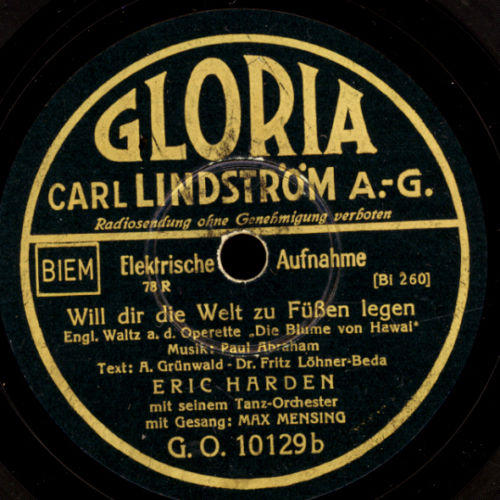 GLORIA
CARL LINDSTRÖM A.-G.
Radiosendung ohne Genehmigung verboten
BIEM
Elektrische Aufnahme
78 R [BI 260]
Will dir die Welt zu Füßen legen
Engl. Waltz a. d. Operette „Die Blume von Hawai"
Musik: Paul Abraham
Text: A. Grünwald - Dr. Fritz Löhner-Beda
ERIC HARDEN
mit seinem Tanz-Orchester
mit Gesang: MAX MENSING
G. O. 10129b